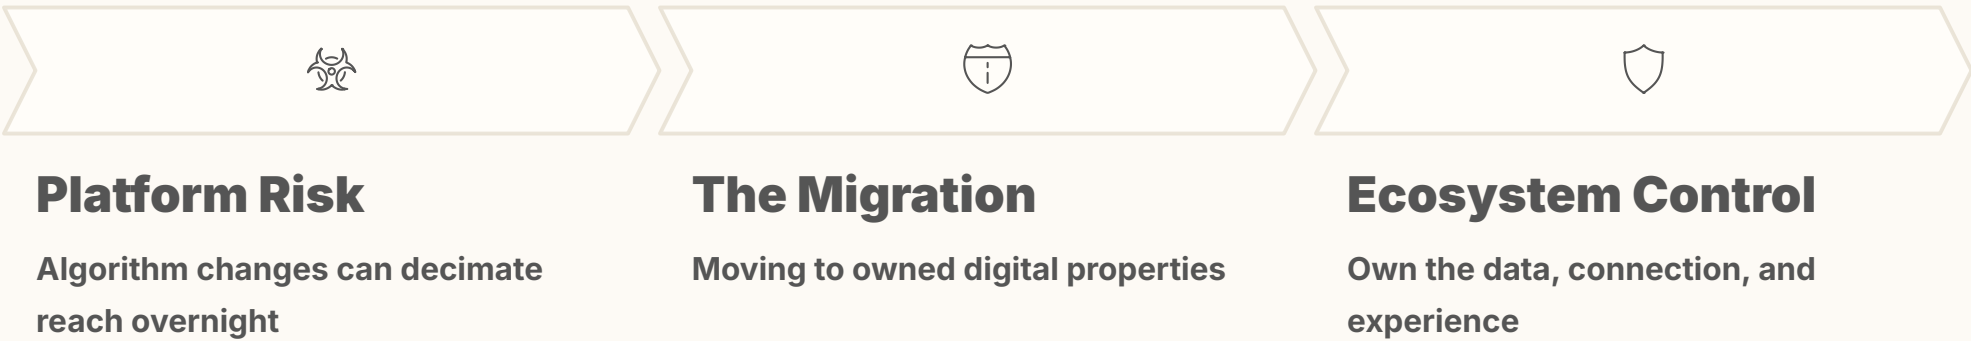 Platform Risk
Algorithm changes can decimate
reach overnight
The Migration
Moving to owned digital properties
Ecosystem Control
Own the data, connection, and
experience